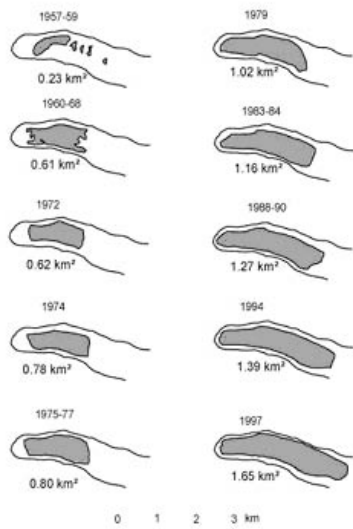 1957-59
0.23 km²
1960-68
0.61 km²
1972
0.62 km²
1974
0.78 km²
1975-77
0.80 km²
1979
1.02 km²
1983-84
1.16 km²
1988-90
1.27 km²
1994
1.39 km²
1997
1.65 km²
0 1 2 3 km